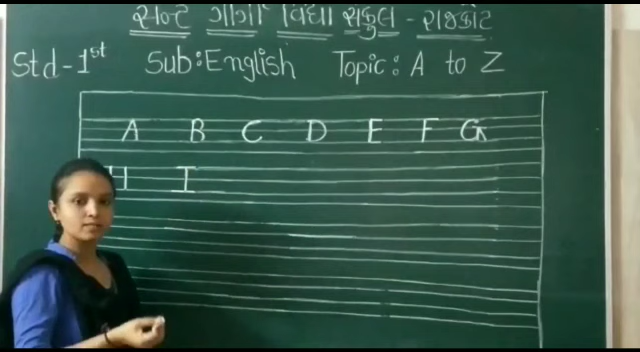 સન્ટ ગાર્ગી વિદ્યા સંકુલ - રાજકોટ
Std-1st Sub:English Topic: A to Z
A B C D E F G
H I